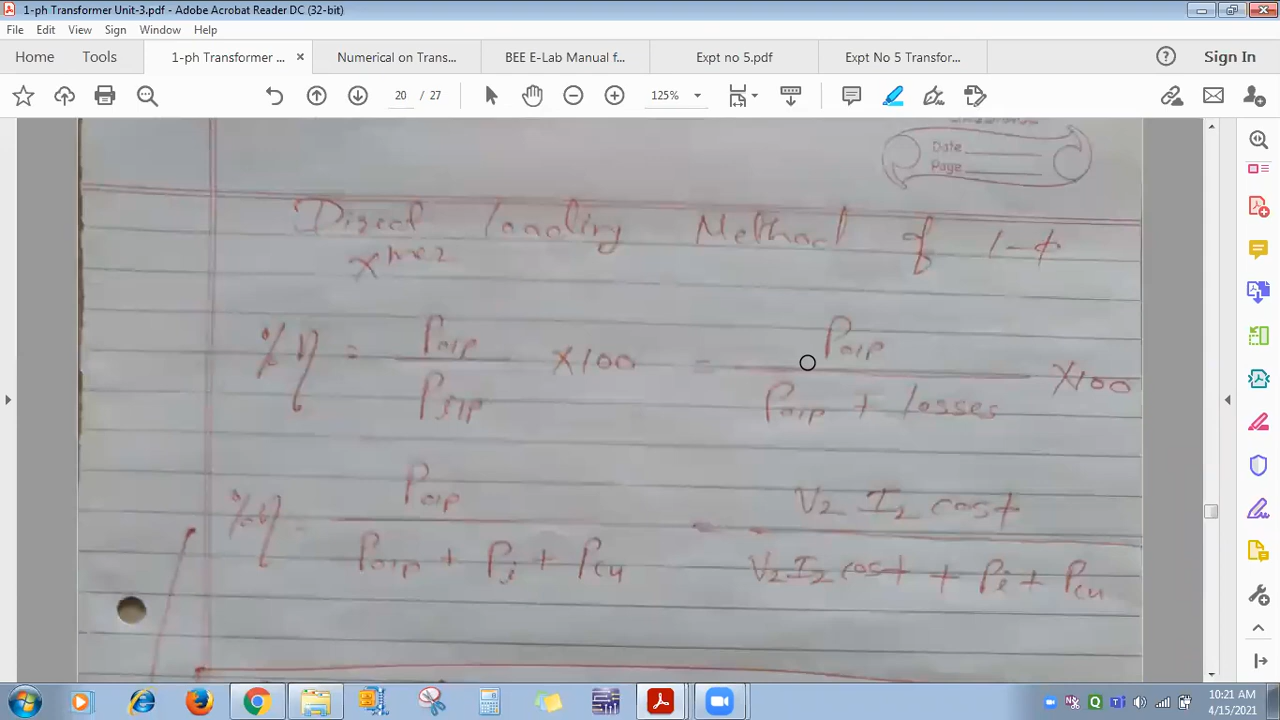 1-ph Transformer Unit-3.pdf - Adobe Acrobat Reader DC (32-bit)
File Edit View Sign Window Help
Home Tools 1-ph Transformer ... × Numerical on Trans... BEE E-Lab Manual f... Expt no 5.pdf Expt No 5 Transfor... Sign In
20 / 27 125%
Date
Page
Direct loading Method of 1-ϕ
xmer
% η = Po/p / Pi/p × 100 = Po/p / Po/p + losses × 100
% η = Po/p / Po/p + Pi + Pcu = V2 I2 cosϕ / V2 I2 cosϕ + Pi + Pcu
10:21 AM
4/15/2021